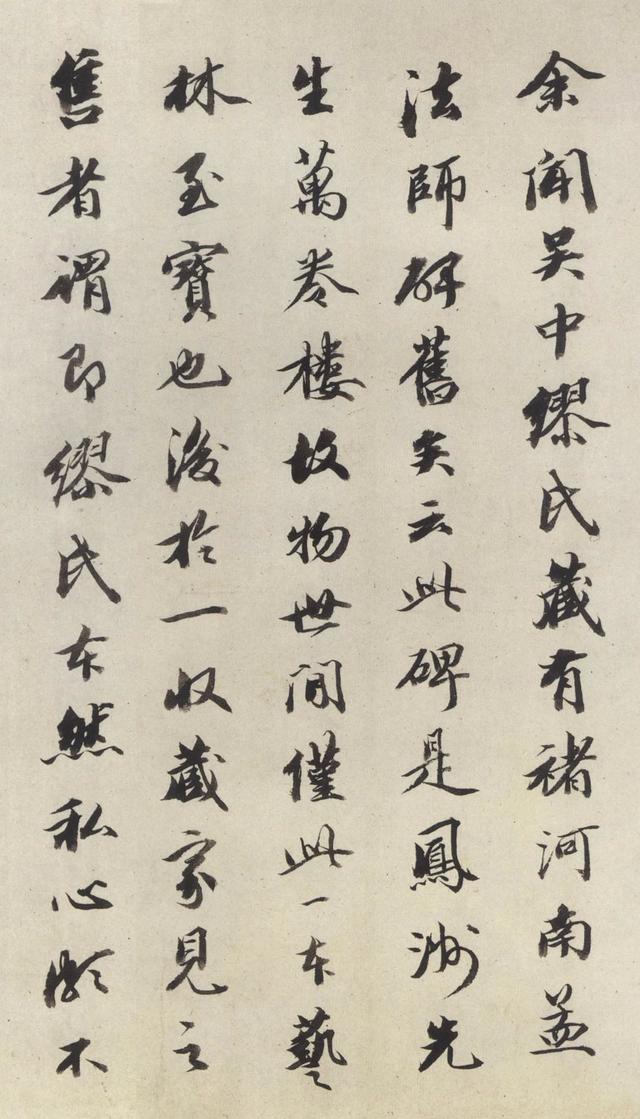 余聞吳中繆氏藏有褚河南孟
法師碑舊矣云此碑是鳳洲先
生萬卷樓故物世間僅此一本藝
林至寶也後於一收藏家見之
售者謂即繆氏本然私心頗不